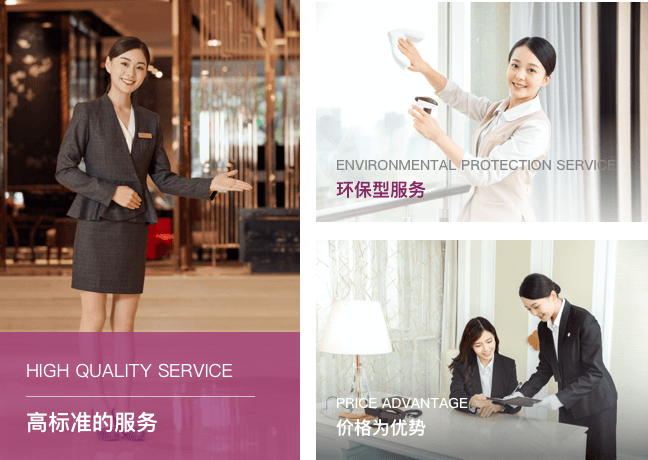 HIGH QUALITY SERVICE
高标准的服务
ENVIRONMENTAL PROTECTION SERVICE
环保型服务
PRICE ADVANTAGE
价格为优势